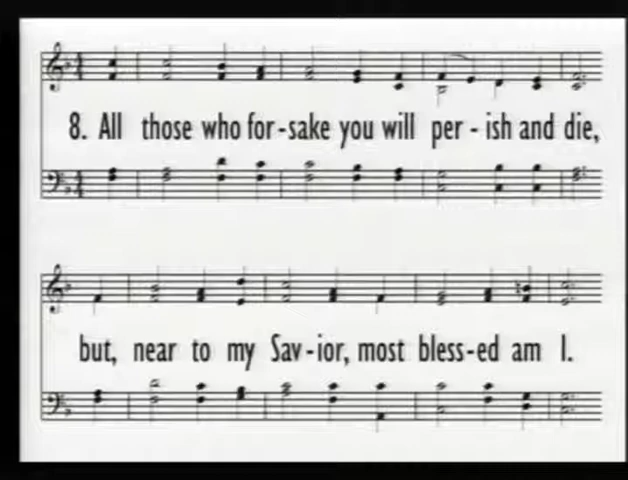 8. All those who for-sake you will per-ish and die,
but, near to my Sav-ior, most bless-ed am I.